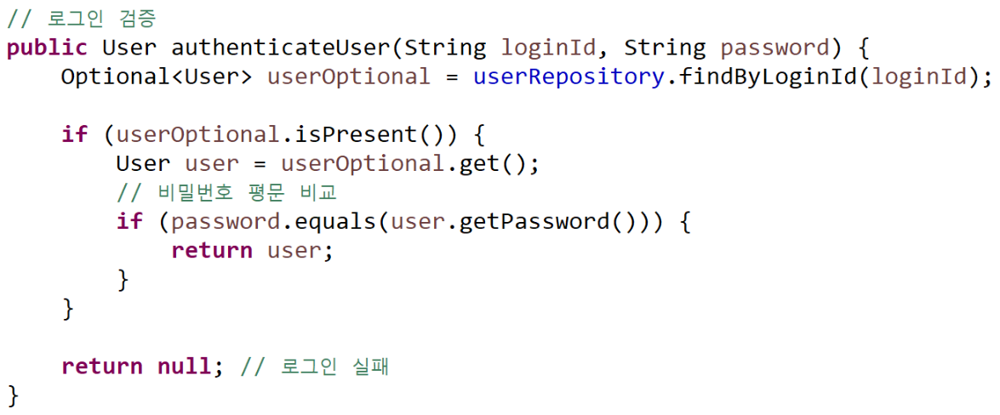 // 로그인 검증
public User authenticateUser(String loginId, String password) {
    Optional<User> userOptional = userRepository.findByLoginId(loginId);

    if (userOptional.isPresent()) {
        User user = userOptional.get();
        // 비밀번호 평문 비교
        if (password.equals(user.getPassword())) {
            return user;
        }
    }

    return null; // 로그인 실패
}